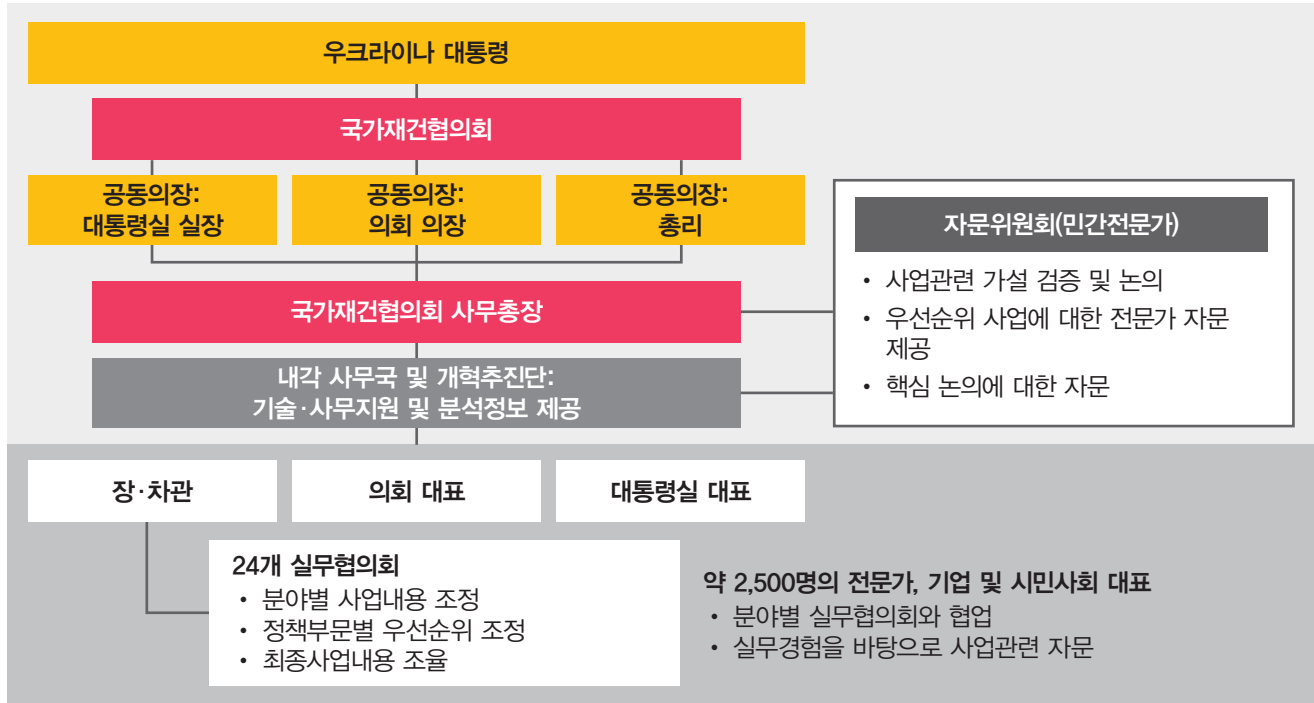 우크라이나 대통령
국가재건협의회
공동의장:
대통령실 실장
공동의장:
의회 의장
공동의장:
총리
국가재건협의회 사무총장
내각 사무국 및 개혁추진단:
기술·사무지원 및 분석정보 제공
자문위원회(민간전문가)
• 사업관련 가설 검증 및 논의
• 우선순위 사업에 대한 전문가 자문
제공
• 핵심 논의에 대한 자문
장·차관
의회 대표
대통령실 대표
24개 실무협의회
• 분야별 사업내용 조정
• 정책부문별 우선순위 조정
• 최종사업내용 조율
약 2,500명의 전문가, 기업 및 시민사회 대표
• 분야별 실무협의회와 협업
• 실무경험을 바탕으로 사업관련 자문